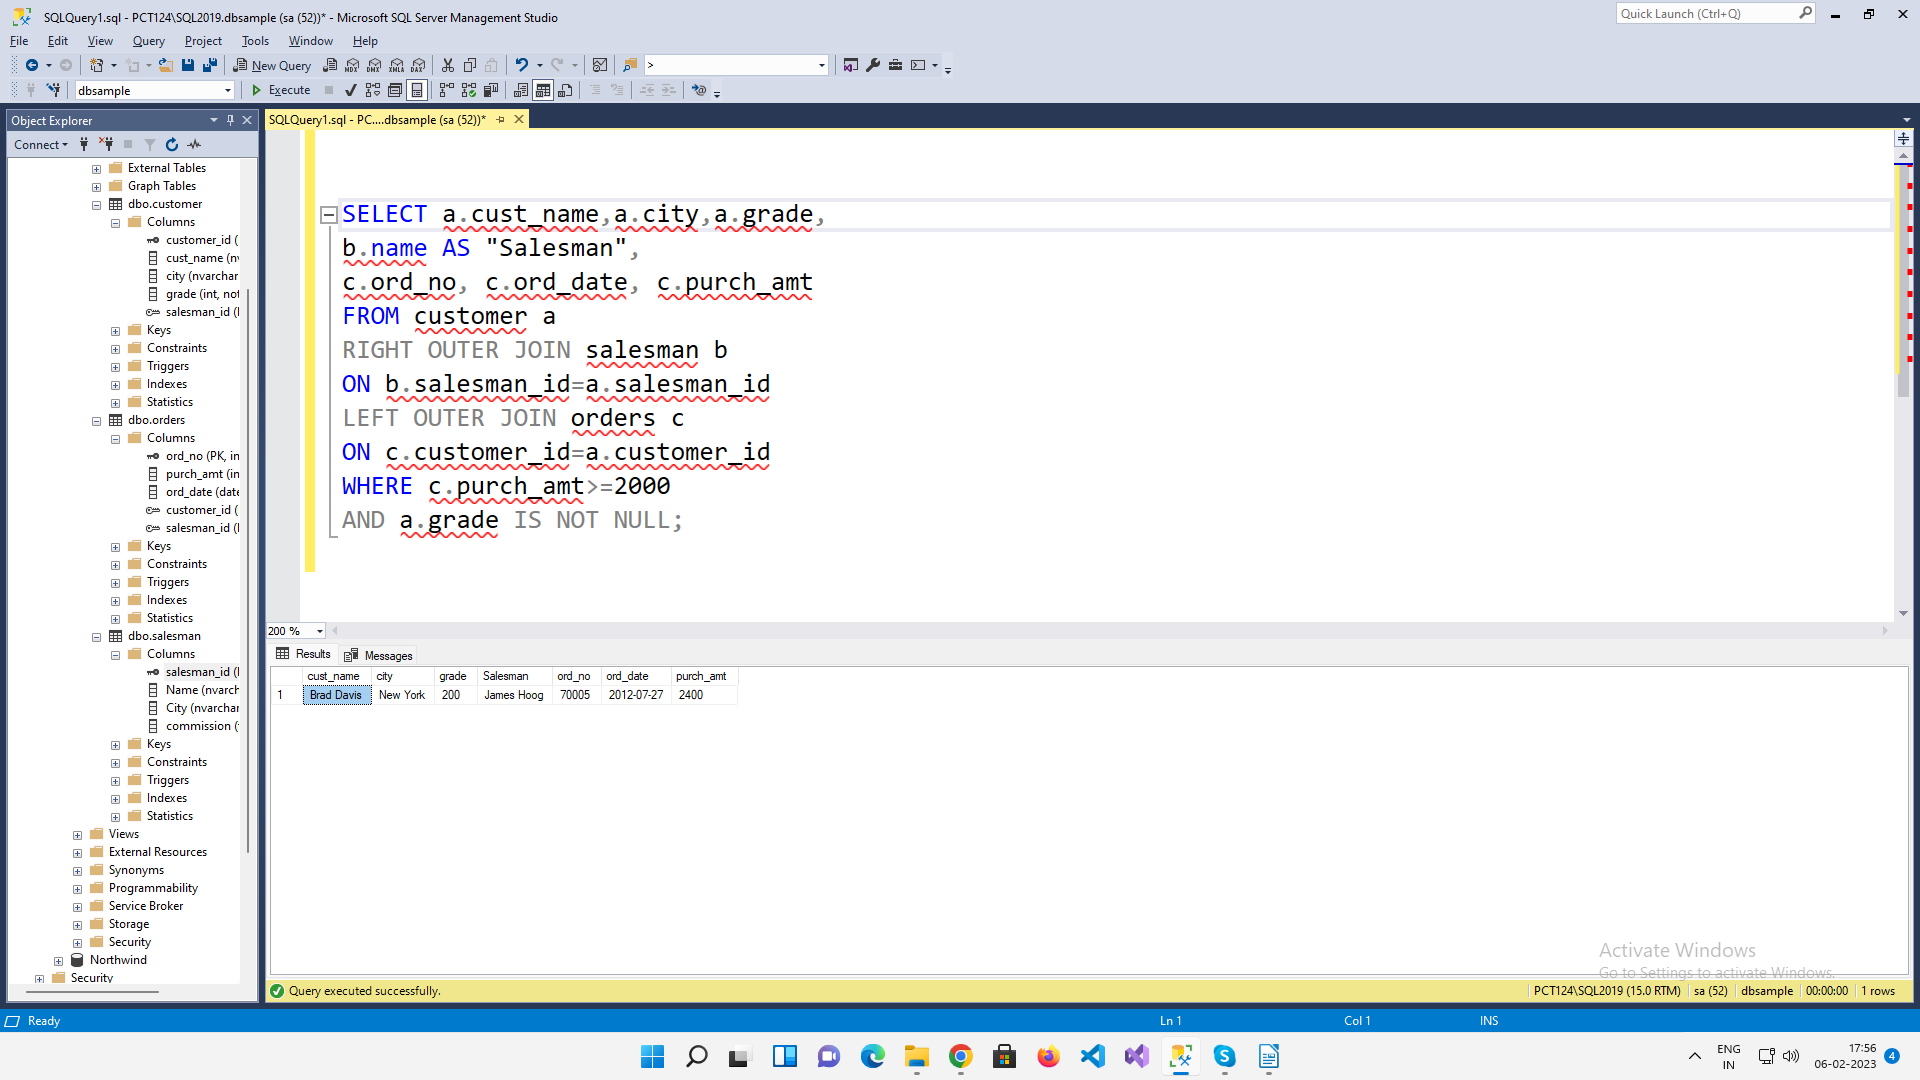 SQLQuery1.sql - PCT124\SQL2019.dbsample (sa (52))* - Microsoft SQL Server Management Studio
Quick Launch (Ctrl+Q)
File Edit View Query Project Tools Window Help
New Query
MDX DMX XMLA DAX
>
dbsample
Execute
Object Explorer
SQLQuery1.sql - PC....dbsample (sa (52))*
Connect
External Tables
Graph Tables
dbo.customer
Columns
customer_id (
cust_name (nv
city (nvarchar
grade (int, not
salesman_id (I
Keys
Constraints
Triggers
Indexes
Statistics
dbo.orders
Columns
ord_no (PK, in
purch_amt (in
ord_date (date
customer_id (
salesman_id (I
Keys
Constraints
Triggers
Indexes
Statistics
dbo.salesman
Columns
salesman_id (I
Name (nvarch
City (nvarchar
commission (
Keys
Constraints
Triggers
Indexes
Statistics
Views
External Resources
Synonyms
Programmability
Service Broker
Storage
Security
Northwind
Security
SELECT a.cust_name,a.city,a.grade,
b.name AS "Salesman",
c.ord_no, c.ord_date, c.purch_amt
FROM customer a
RIGHT OUTER JOIN salesman b
ON b.salesman_id=a.salesman_id
LEFT OUTER JOIN orders c
ON c.customer_id=a.customer_id
WHERE c.purch_amt>=2000
AND a.grade IS NOT NULL;
200 %
Results Messages
cust_name city grade Salesman ord_no ord_date purch_amt
1 Brad Davis New York 200 James Hoog 70005 2012-07-27 2400
Activate Windows
Go to Settings to activate Windows.
Query executed successfully.
PCT124\SQL2019 (15.0 RTM) sa (52) dbsample 00:00:00 1 rows
Ready
Ln 1 Col 1 INS
ENG
IN
17:56
06-02-2023
4